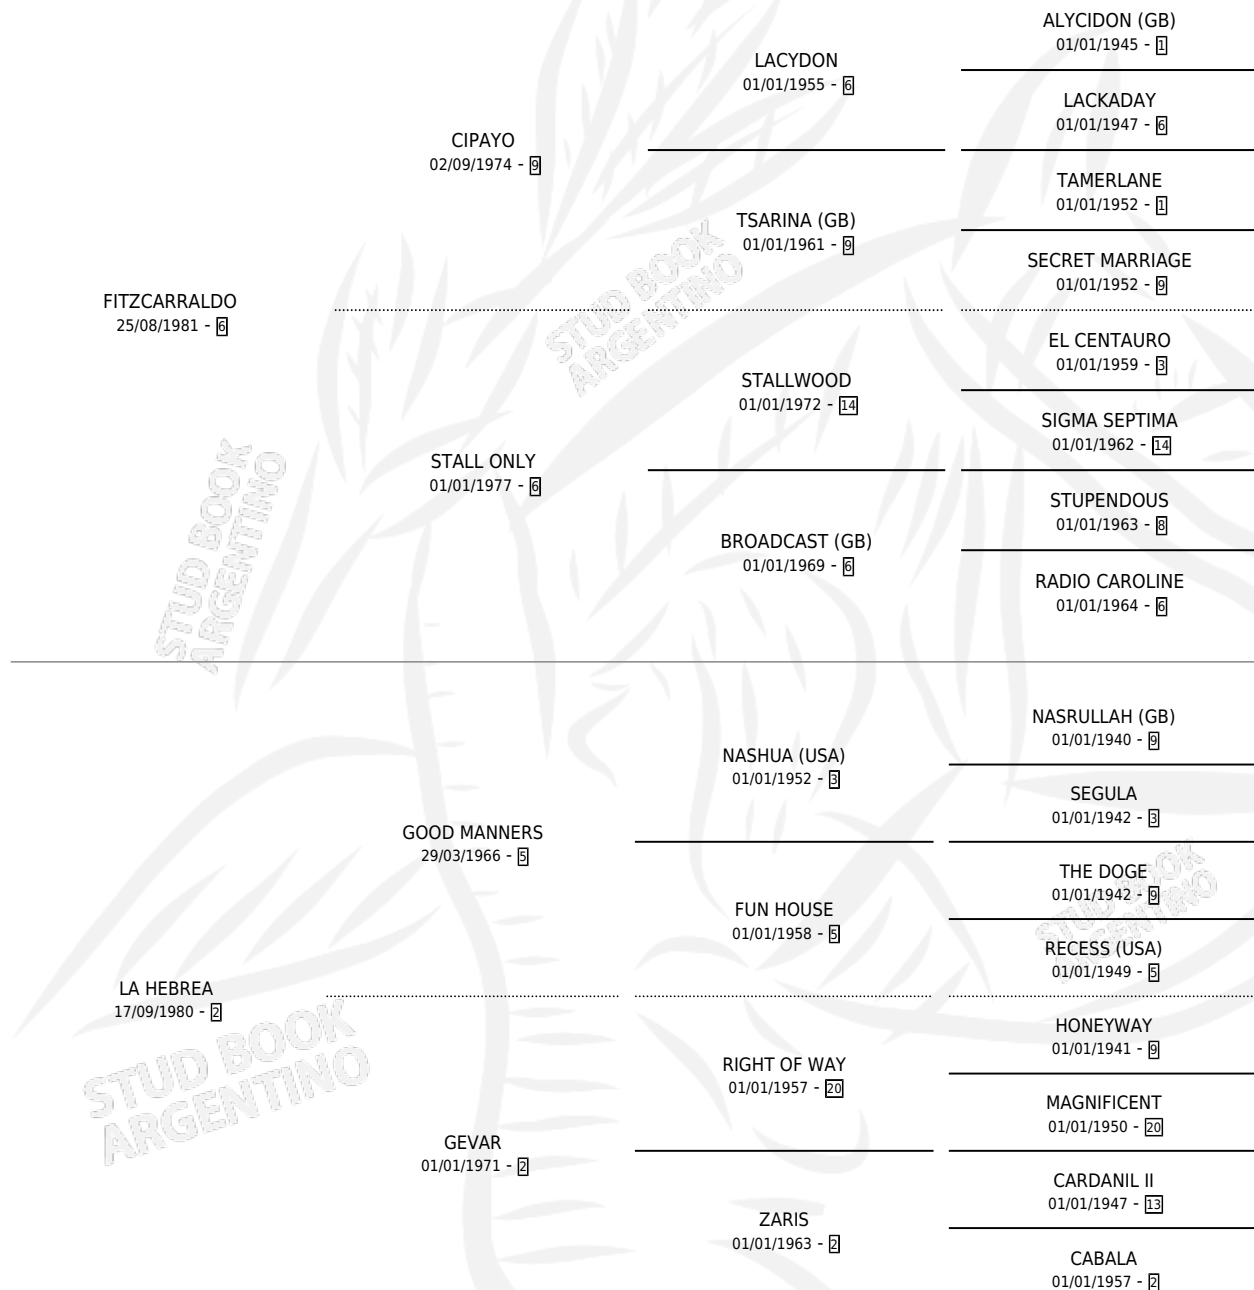 ALYCIDON (GB)
01/01/1945 - 1
LACYDON
01/01/1955 - 6
LACKADAY
01/01/1947 - 6
CIPAYO
02/09/1974 - 9
TAMERLANE
01/01/1952 - 1
TSARINA (GB)
01/01/1961 - 9
SECRET MARRIAGE
01/01/1952 - 9
FITZCARRALDO
25/08/1981 - 6
EL CENTAURO
01/01/1959 - 3
STALLWOOD
01/01/1972 - 14
SIGMA SEPTIMA
01/01/1962 - 14
STALL ONLY
01/01/1977 - 6
STUPENDOUS
01/01/1963 - 8
BROADCAST (GB)
01/01/1969 - 6
RADIO CAROLINE
01/01/1964 - 6
STUD BOOK
ARGENTINO
STUD BOOK
ARGENTINO
NASRULLAH (GB)
01/01/1940 - 9
NASHUA (USA)
01/01/1952 - 3
SEGULA
01/01/1942 - 3
GOOD MANNERS
29/03/1966 - 5
THE DOGE
01/01/1942 - 9
FUN HOUSE
01/01/1958 - 5
RECESS (USA)
01/01/1949 - 5
LA HEBREA
17/09/1980 - 2
HONEYWAY
01/01/1941 - 9
RIGHT OF WAY
01/01/1957 - 20
MAGNIFICENT
01/01/1950 - 20
GEVAR
01/01/1971 - 2
CARDANIL II
01/01/1947 - 13
ZARIS
01/01/1963 - 2
CABALA
01/01/1957 - 2
STUD BOOK
ARGENTINO
STUD BOOK
ARGENTINO